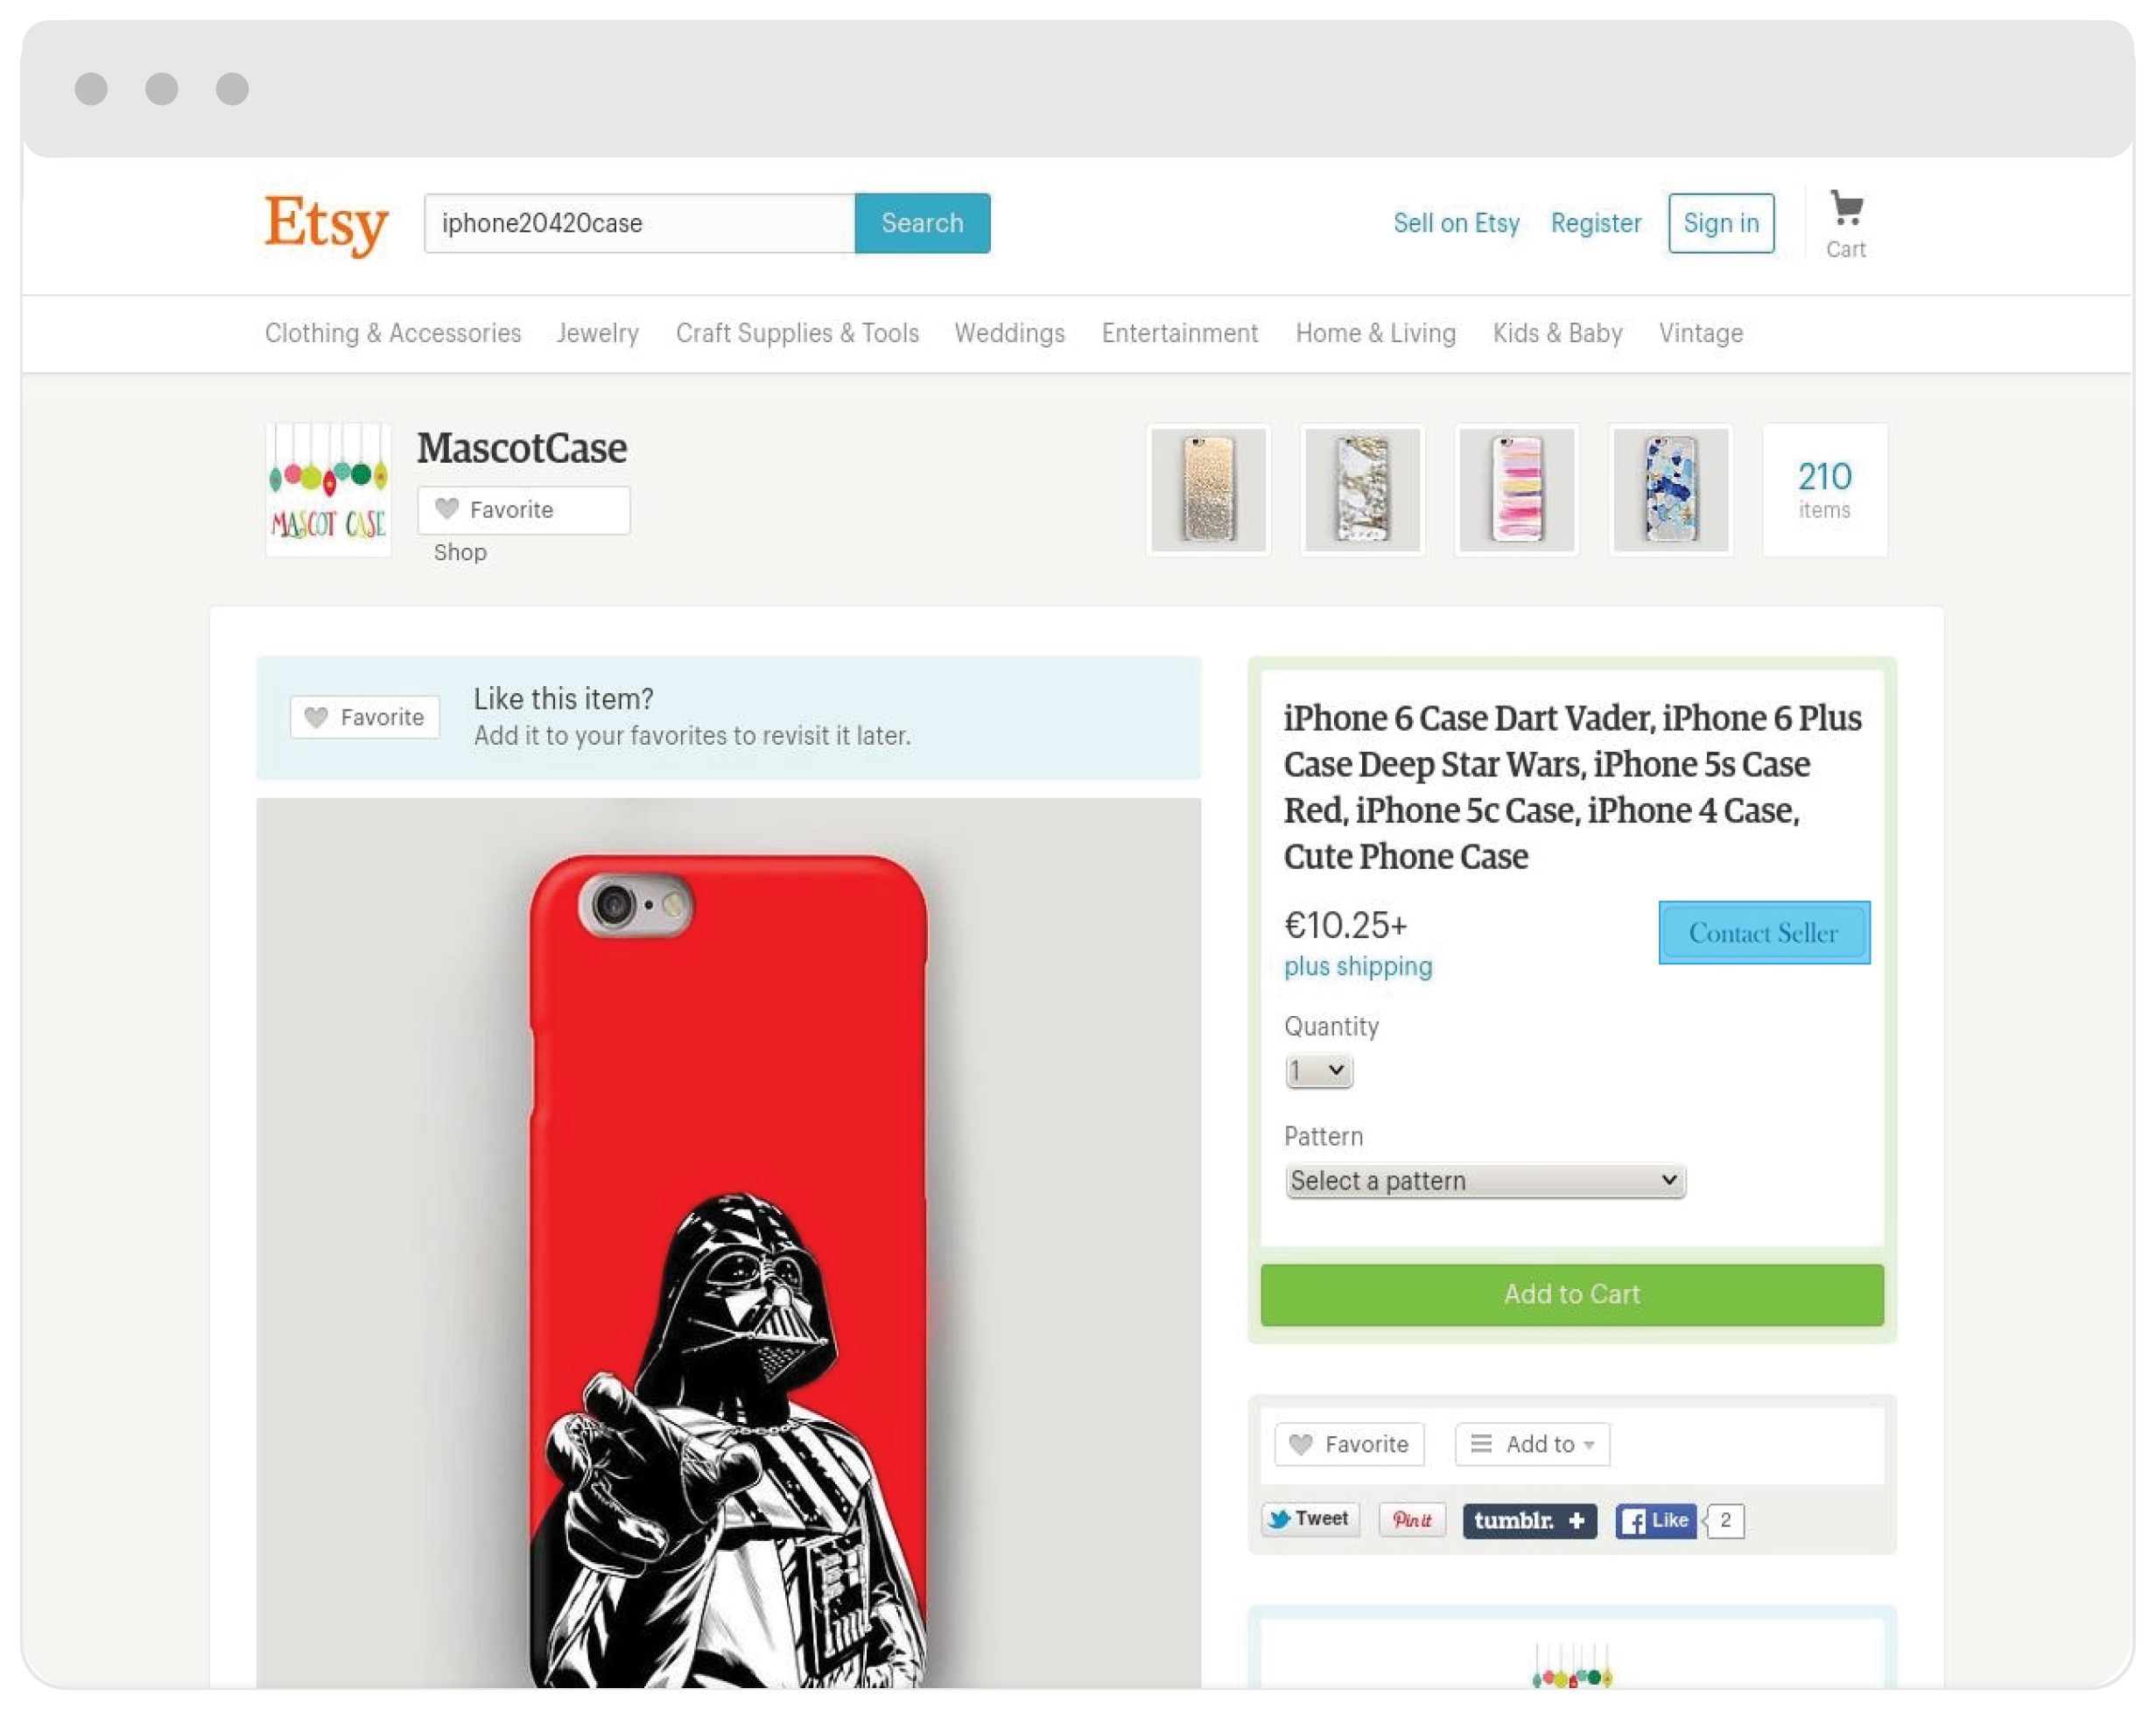 Etsy
iphone20420case
Search
Sell on Etsy
Register
Sign in
Cart
Clothing & Accessories
Jewelry
Craft Supplies & Tools
Weddings
Entertainment
Home & Living
Kids & Baby
Vintage
MASCOT CASE
MascotCase
Favorite
Shop
210
items
Favorite
Like this item?
Add it to your favorites to revisit it later.
iPhone 6 Case Dart Vader, iPhone 6 Plus
Case Deep Star Wars, iPhone 5s Case
Red, iPhone 5c Case, iPhone 4 Case,
Cute Phone Case
€10.25+
Contact Seller
plus shipping
Quantity
1
Pattern
Select a pattern
Add to Cart
Favorite
Add to
Tweet
Pin it
tumblr. +
f Like
2